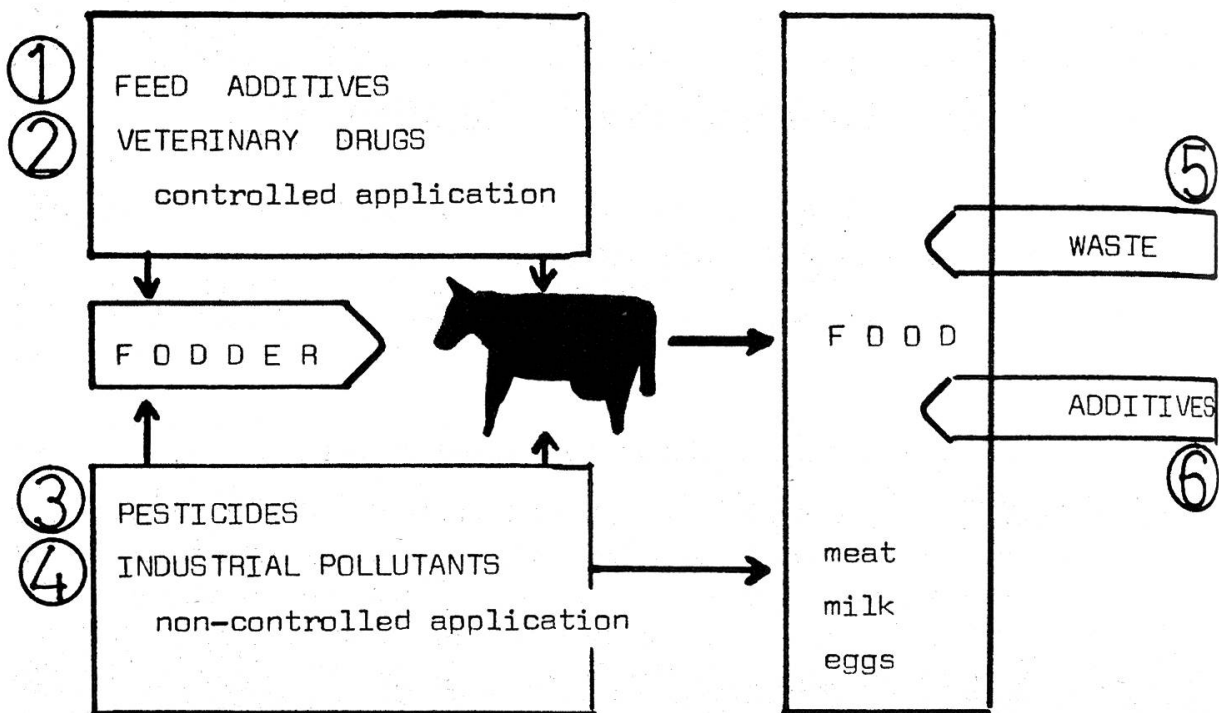 1 FEED ADDITIVES
2 VETERINARY DRUGS
controlled application
FODDER
3 PESTICIDES
4 INDUSTRIAL POLLUTANTS
non-controlled application
FOOD
meat
milk
eggs
5
WASTE
ADDITIVES
6